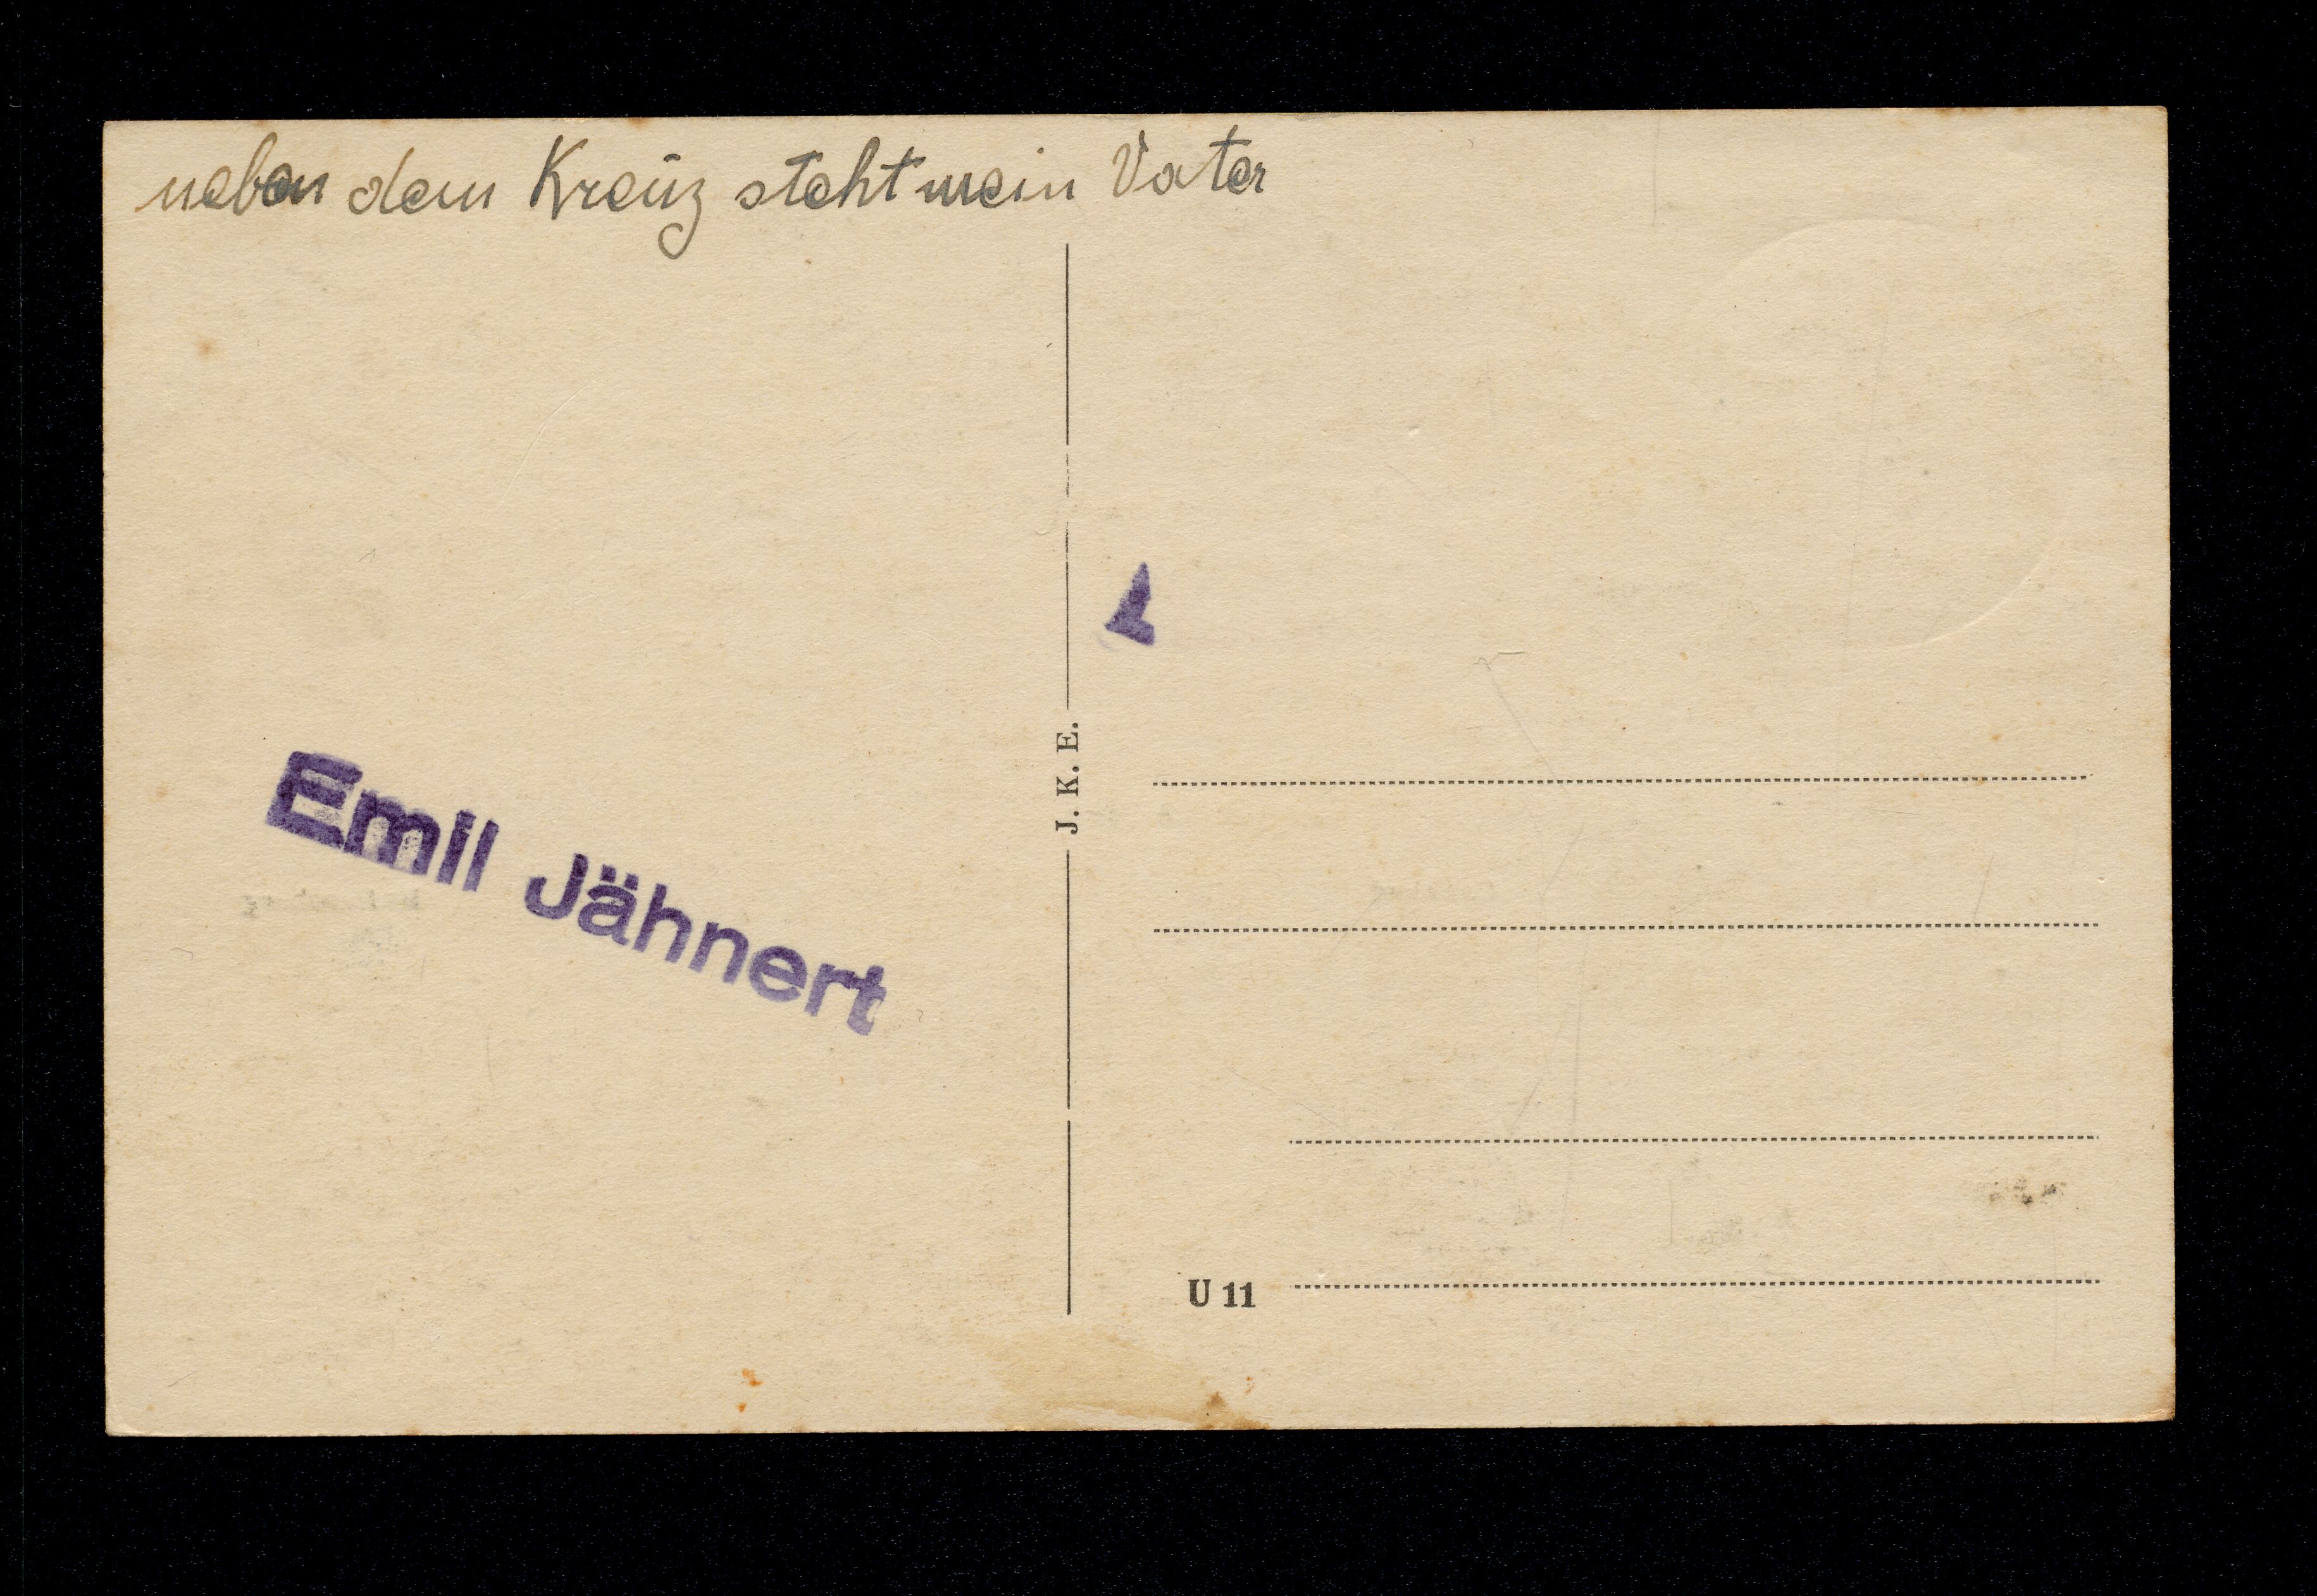 neben dem Kreuz steht mein Vater
Emil Jähnert
J. K. E.
U 11